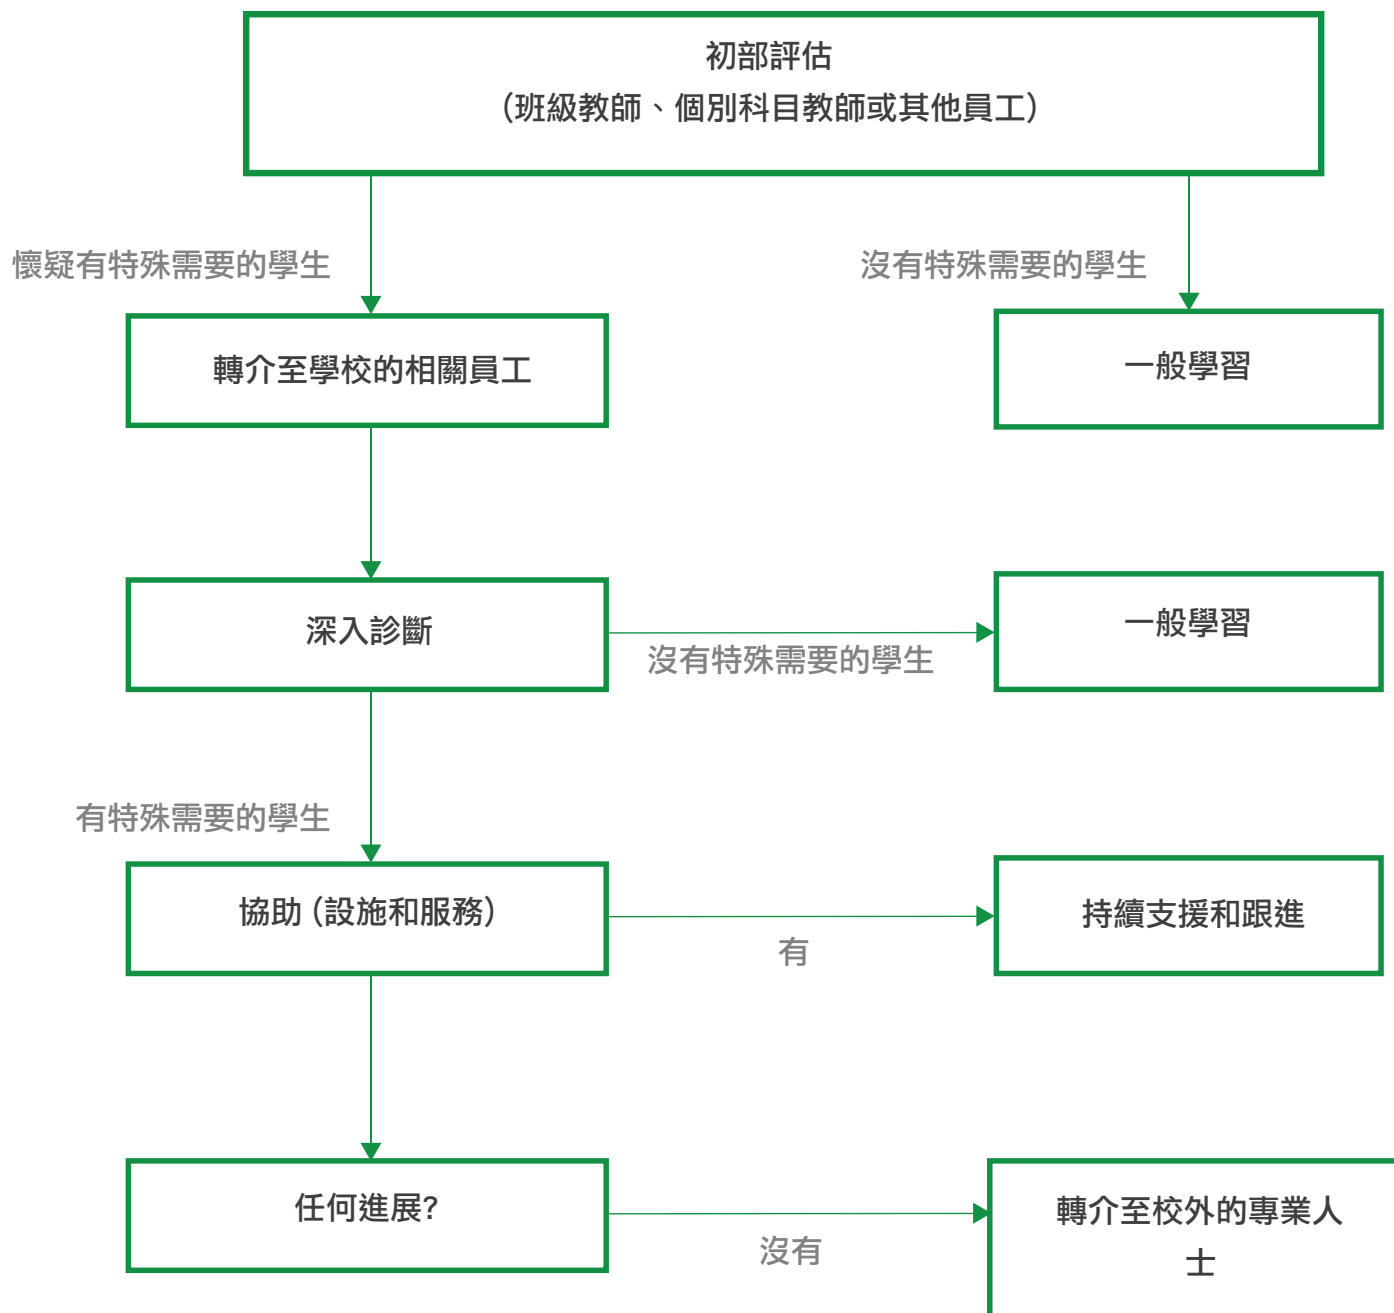 初部評估
（班級教師、個別科目教師或其他員工）
懷疑有特殊需要的學生
沒有特殊需要的學生
轉介至學校的相關員工
一般學習
深入診斷
沒有特殊需要的學生
一般學習
有特殊需要的學生
協助（設施和服務）
有
持續支援和跟進
任何進展?
沒有
轉介至校外的專業人
士